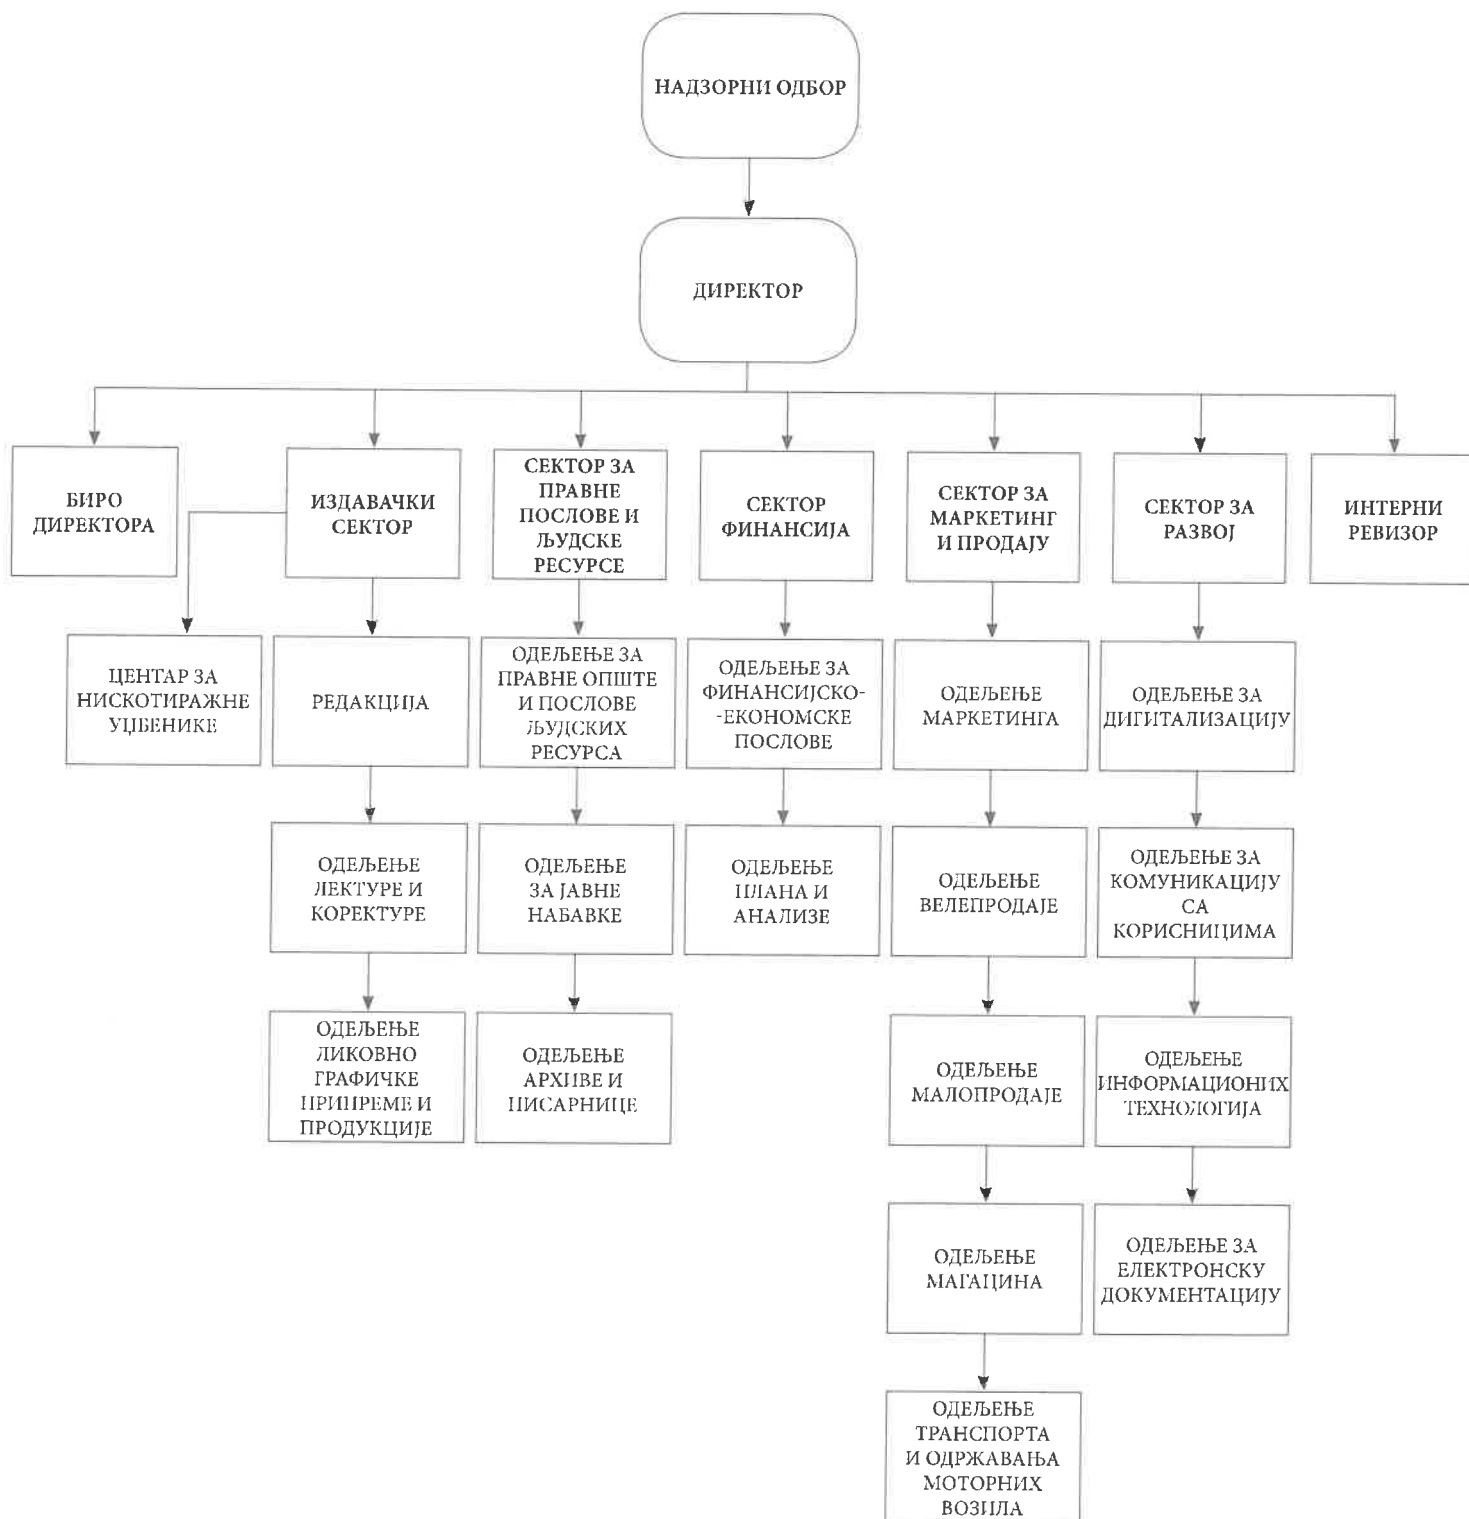 НАДЗОРНИ ОДБОР
ДИРЕКТОР
БИРО
ДИРЕКТОРА
ИЗДАВАЧКИ
СЕКТОР
СЕКТОР ЗА
ПРАВНЕ
ПОСЛОВЕ И
ЉУДСКЕ
РЕСУРСЕ
СЕКТОР
ФИНАНСИЈА
СЕКТОР ЗА
МАРКЕТИНГ
И ПРОДАЈУ
СЕКТОР ЗА
РАЗВОЈ
ИНТЕРНИ
РЕВИЗОР
ЦЕНТАР ЗА
НИСКОТИРАЖНЕ
УЏБЕНИКЕ
РЕДАКЦИЈА
ОДЕЉЕЊЕ ЗА
ПРАВНЕ ОПШТЕ
И ПОСЛОВЕ
ЉУДСКИХ
РЕСУРСА
ОДЕЉЕЊЕ ЗА
ФИНАНСИЈСКО-
-ЕКОНОМСКЕ
ПОСЛОВЕ
ОДЕЉЕЊЕ
МАРКЕТИНГА
ОДЕЉЕЊЕ ЗА
ДИГИТАЛИЗАЦИЈУ
ОДЕЉЕЊЕ
ЛЕКТУРЕ И
КОРЕКТУРЕ
ОДЕЉЕЊЕ
ЗА ЈАВНЕ
НАБАВКЕ
ОДЕЉЕЊЕ
ПЛАНА И
АНАЛИЗЕ
ОДЕЉЕЊЕ
ВЕЛЕПРОДАЈЕ
ОДЕЉЕЊЕ ЗА
КОМУНИКАЦИЈУ
СА
КОРИСНИЦИМА
ОДЕЉЕЊЕ
ЛИКОВНО
ГРАФИЧКЕ
ПРИПРЕМЕ И
ПРОДУКЦИЈЕ
ОДЕЉЕЊЕ
АРХИВЕ И
ПИСАРНИЦЕ
ОДЕЉЕЊЕ
МАЛОПРОДАЈЕ
ОДЕЉЕЊЕ
ИНФОРМАЦИОНИХ
ТЕХНОЛОГИЈА
ОДЕЉЕЊЕ
МАГАЦИНА
ОДЕЉЕЊЕ ЗА
ЕЛЕКТРОНСКУ
ДОКУМЕНТАЦИЈУ
ОДЕЉЕЊЕ
ТРАНСПОРТА
И ОДРЖАВАЊА
МОТОРНИХ
ВОЗИЛА